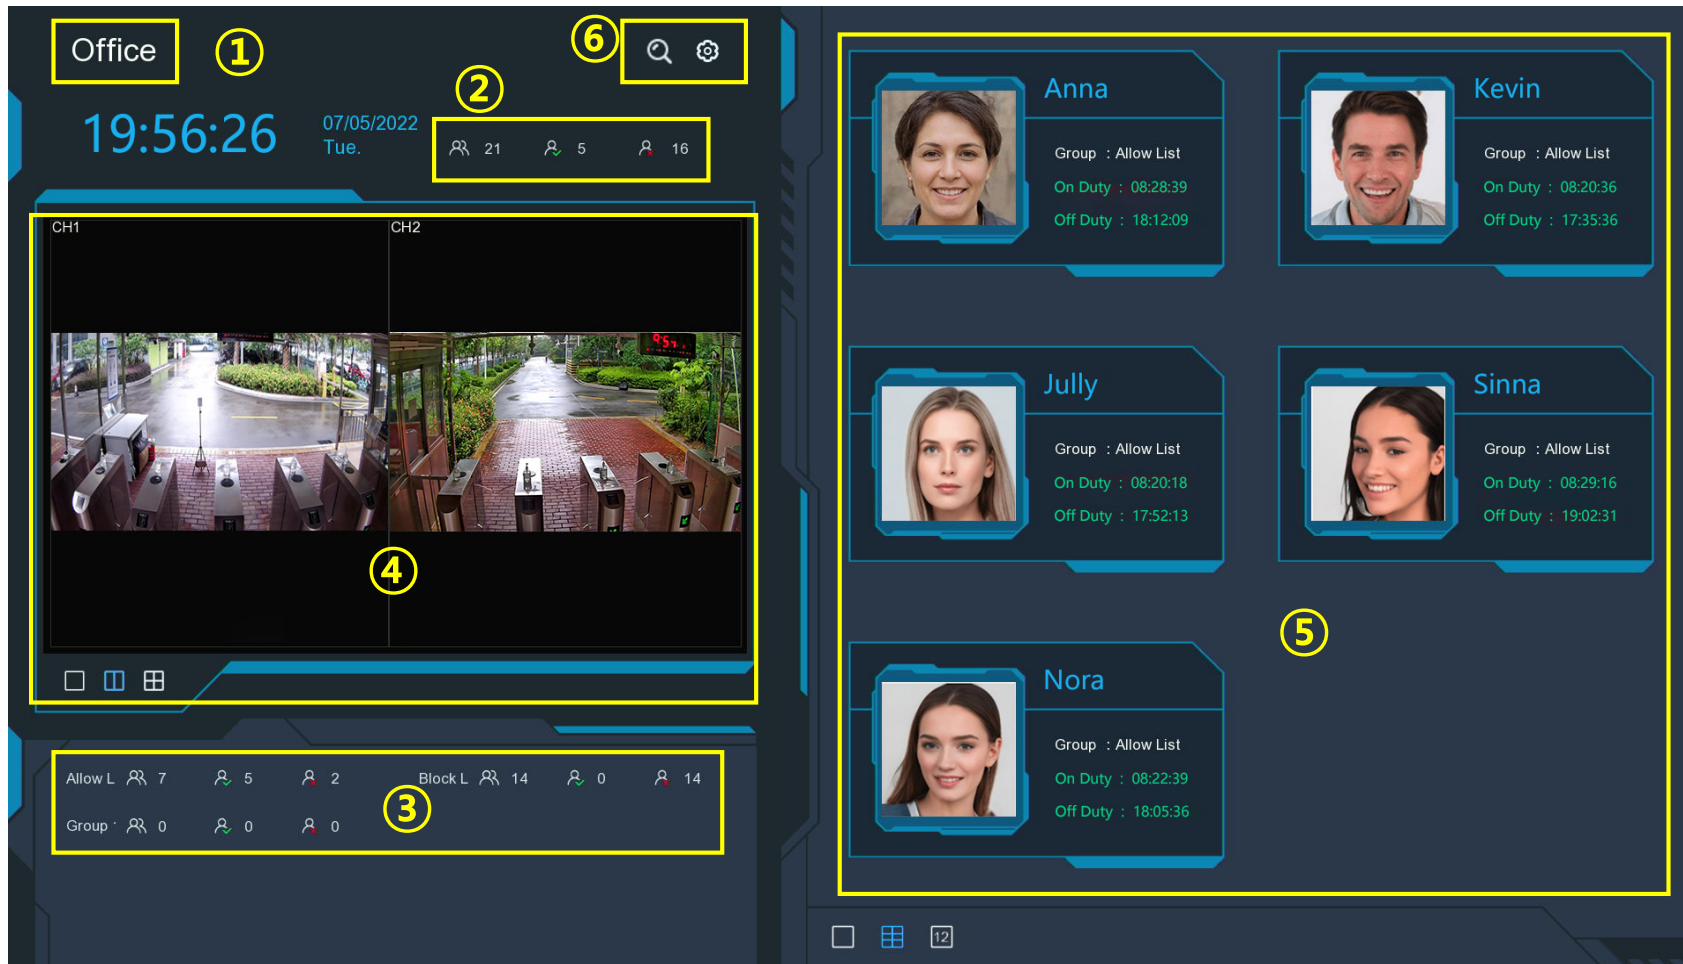 Office
①
⑥
②
19:56:26
07/05/2022
Tue.
21 5 16
CH1
CH2
9:57
④
Allow L 7 5 2 Block L 14 0 14
Group 0 0 0
③
Anna
Group : Allow List
On Duty : 08:28:39
Off Duty : 18:12:09
Kevin
Group : Allow List
On Duty : 08:20:36
Off Duty : 17:35:36
Jully
Group : Allow List
On Duty : 08:20:18
Off Duty : 17:52:13
Sinna
Group : Allow List
On Duty : 08:29:16
Off Duty : 19:02:31
⑤
Nora
Group : Allow List
On Duty : 08:22:39
Off Duty : 18:05:36
12